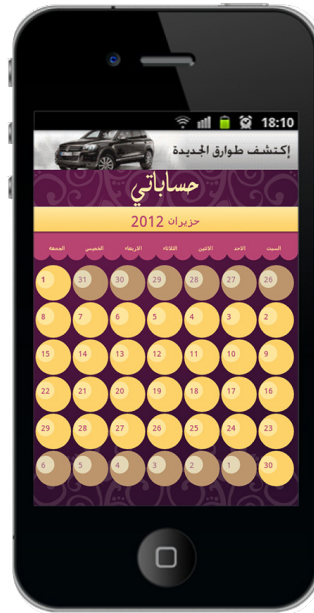 18:10
إكتشف طوارق الجديدة
حساباتي
حزيران 2012
السبت الاحد الاثنين الثلاثاء الاربعاء الخميس الجمعة
26 27 28 29 30 31 1
2 3 4 5 6 7 8
9 10 11 12 13 14 15
16 17 18 19 20 21 22
23 24 25 26 27 28 29
30 1 2 3 4 5 6